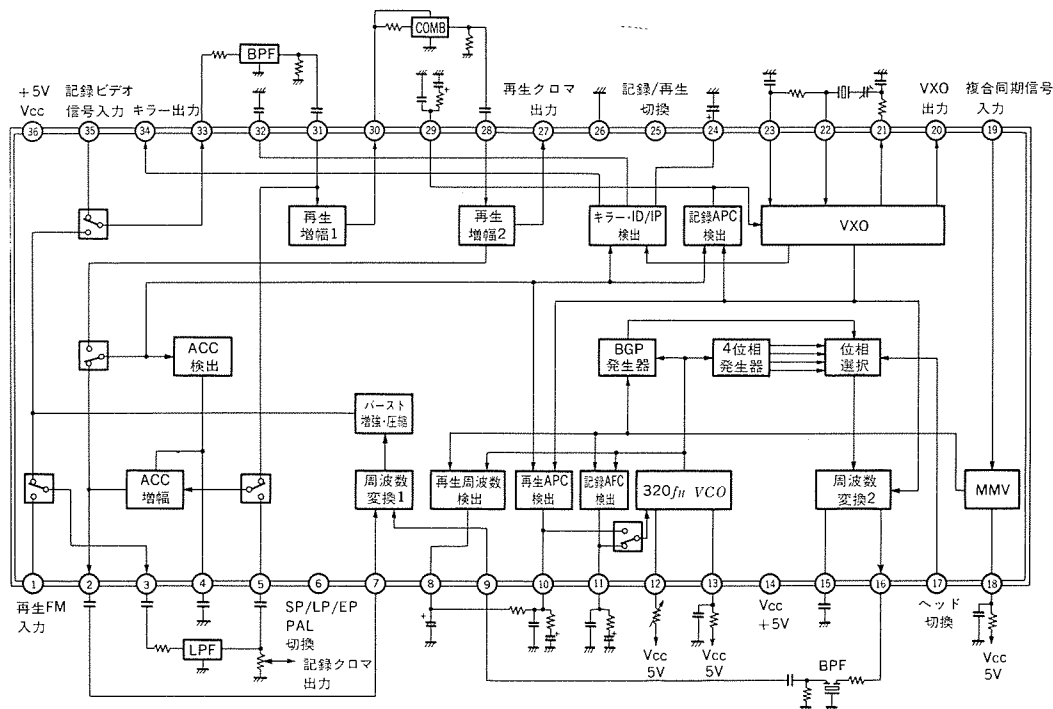 COMB
BPF
+5V
Vcc
記録ビデオ
信号入力
キラー出力
再生クロマ
出力
記録/再生
切換
VXO
出力
複合同期信号
入力
36
35
34
33
32
31
30
29
28
27
26
25
24
23
22
21
20
19
再生
増幅1
再生
増幅2
キラー・ID/IP
検出
記録APC
検出
VXO
ACC
検出
BGP
発生器
4位相
発生器
位相
選択
バースト
増強・圧縮
ACC
増幅
周波数
変換1
再生周波数
検出
再生APC
検出
記録AFC
検出
320fH VCO
周波数
変換2
MMV
1
2
3
4
5
6
7
8
9
10
11
12
13
14
15
16
17
18
再生FM
入力
SP/LP/EP
PAL
切換
Vcc
+5V
ヘッド
切換
LPF
記録クロマ
出力
Vcc
5V
Vcc
5V
BPF
Vcc
5V